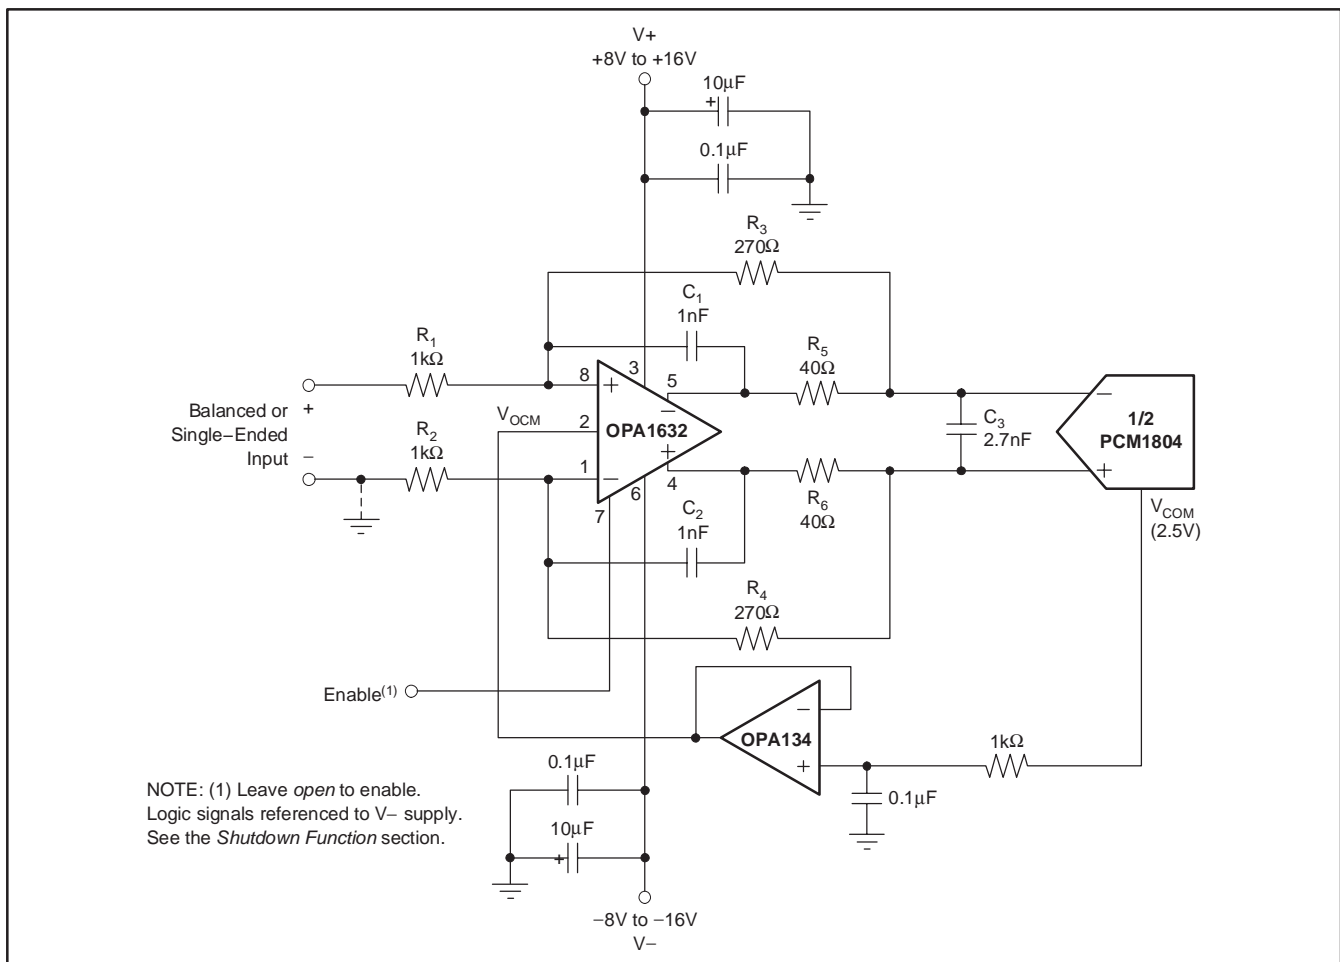 V+
+8V to +16V
10µF
+
0.1µF
R3
270Ω
C1
1nF
R1
1kΩ
R5
40Ω
3
5
8
+
−
Balanced or
Single−Ended
Input
+
−
VOCM
2
OPA1632
C3
2.7nF
−
1/2
PCM1804
+
R2
1kΩ
1
−
+
4
6
7
R6
40Ω
C2
1nF
VCOM
(2.5V)
R4
270Ω
Enable(1)
−
OPA134
+
1kΩ
0.1µF
0.1µF
NOTE: (1) Leave open to enable.
Logic signals referenced to V− supply.
See the Shutdown Function section.
10µF
+
−8V to −16V
V−